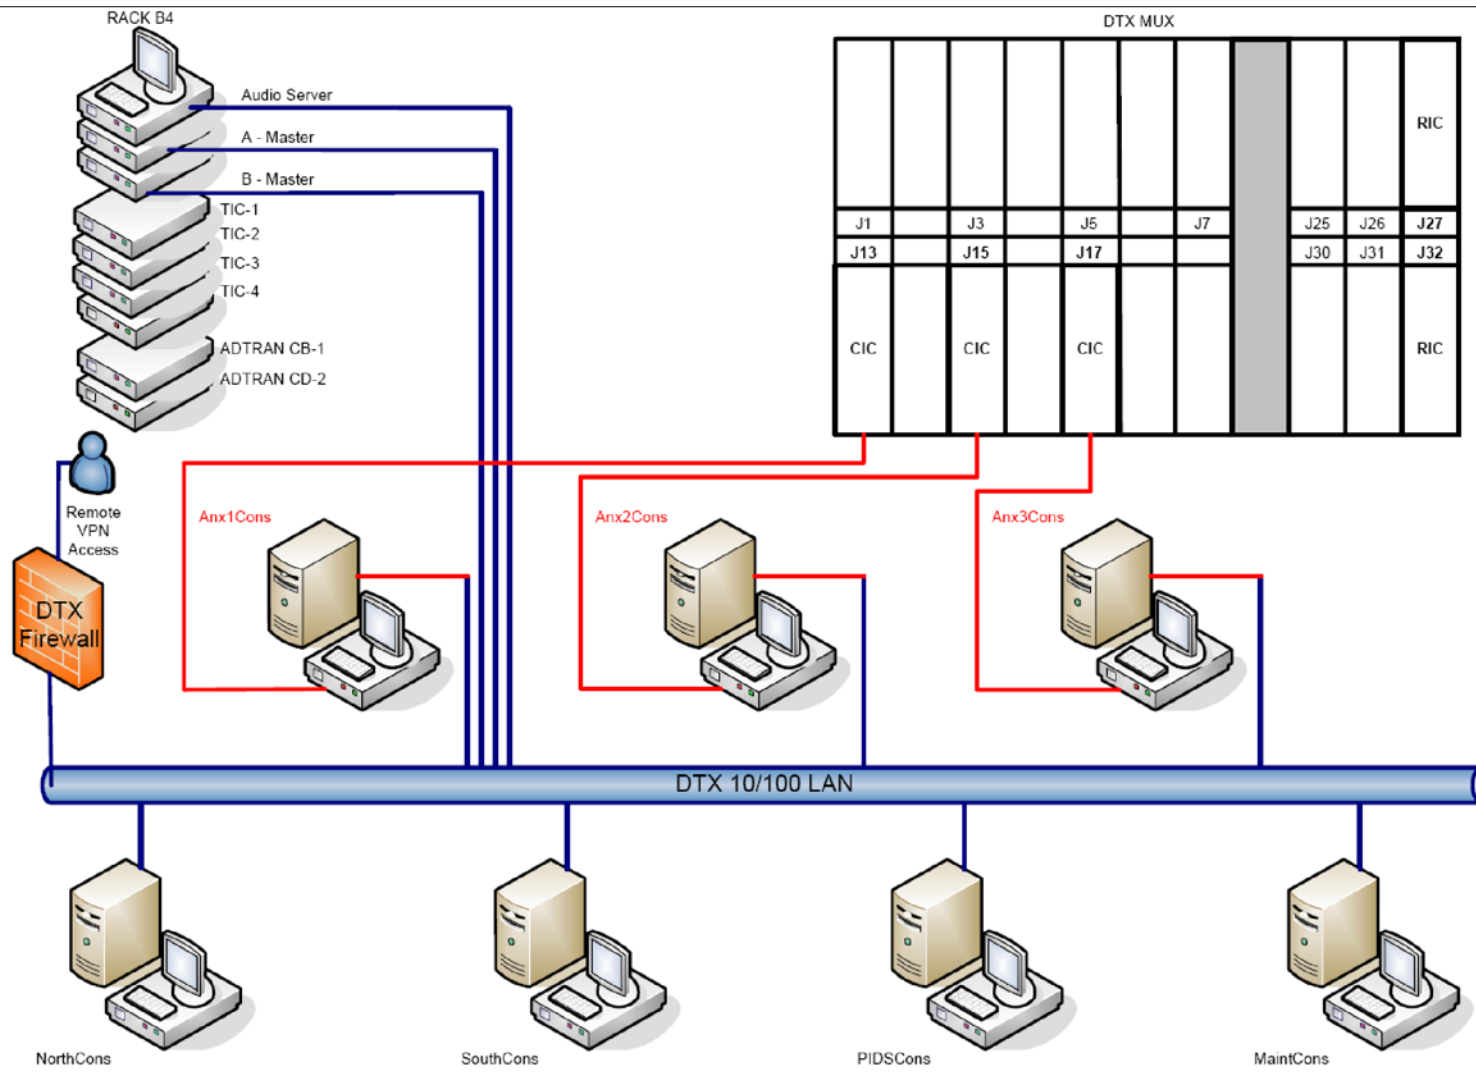 RACK B4
DTX MUX
Audio Server
A - Master
B - Master
TIC-1
TIC-2
TIC-3
TIC-4
ADTRAN CB-1
ADTRAN CD-2
RIC
J1 J3 J5 J7 J25 J26 J27
J13 J15 J17 J30 J31 J32
CIC CIC CIC RIC
Remote
VPN
Access
DTX
Firewall
Anx1Cons
Anx2Cons
Anx3Cons
DTX 10/100 LAN
NorthCons
SouthCons
PIDSCons
MaintCons